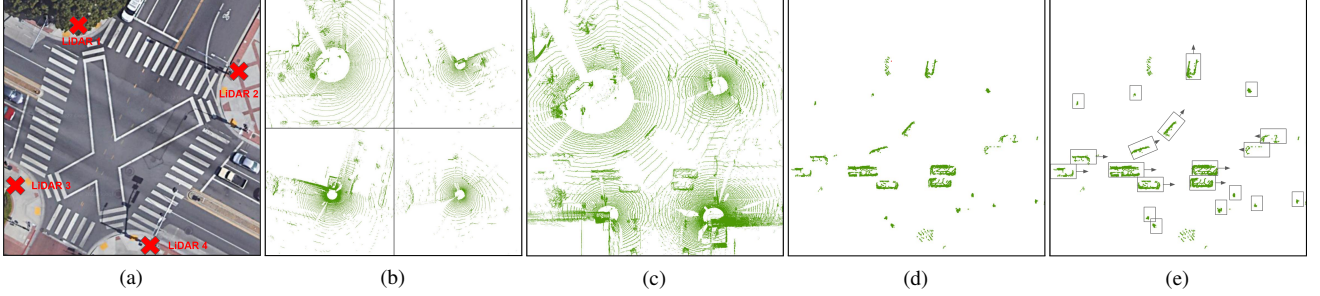 LiDAR 1
LiDAR 2
LiDAR 3
LiDAR 4
(a)
(b)
(c)
(d)
(e)